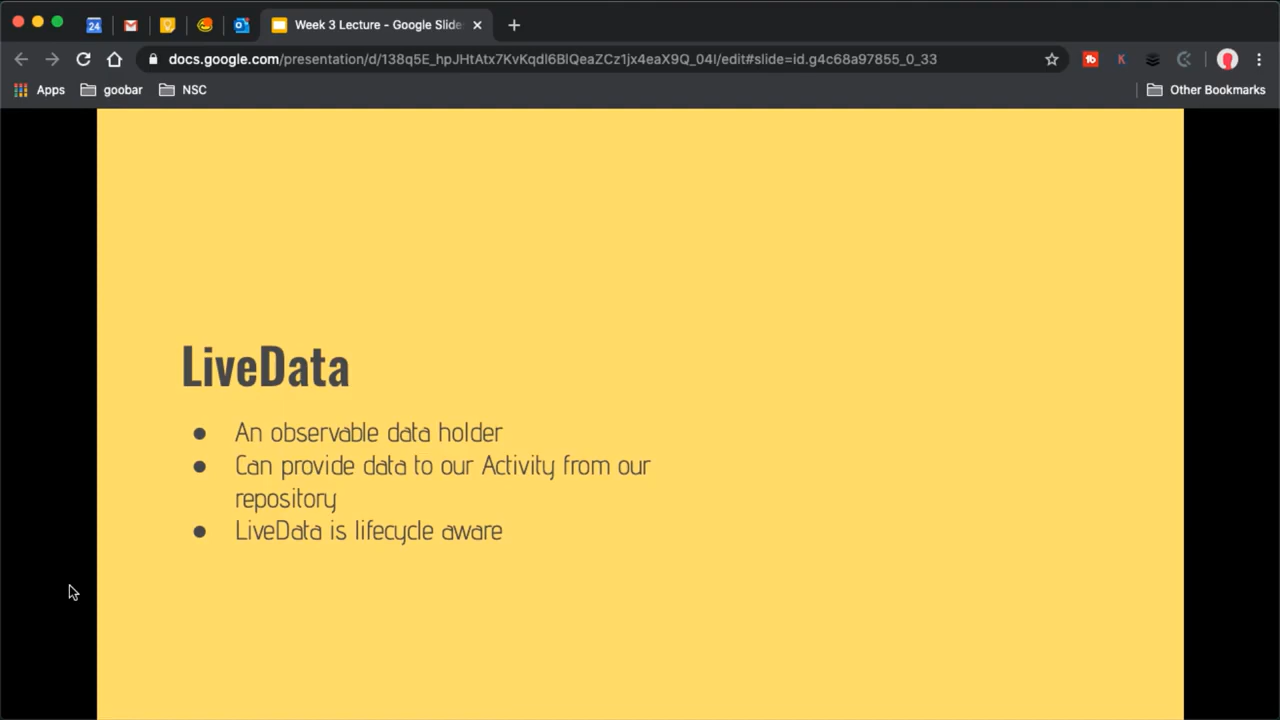 24
Week 3 Lecture - Google Slide
docs.google.com/presentation/d/138q5E_hpJHtAtx7KvKqdl6BlQeaZCz1jx4eaX9Q_04I/edit#slide=id.g4c68a97855_0_33
K
Apps
goobar
NSC
Other Bookmarks
LiveData
● An observable data holder
● Can provide data to our Activity from our
repository
● LiveData is lifecycle aware